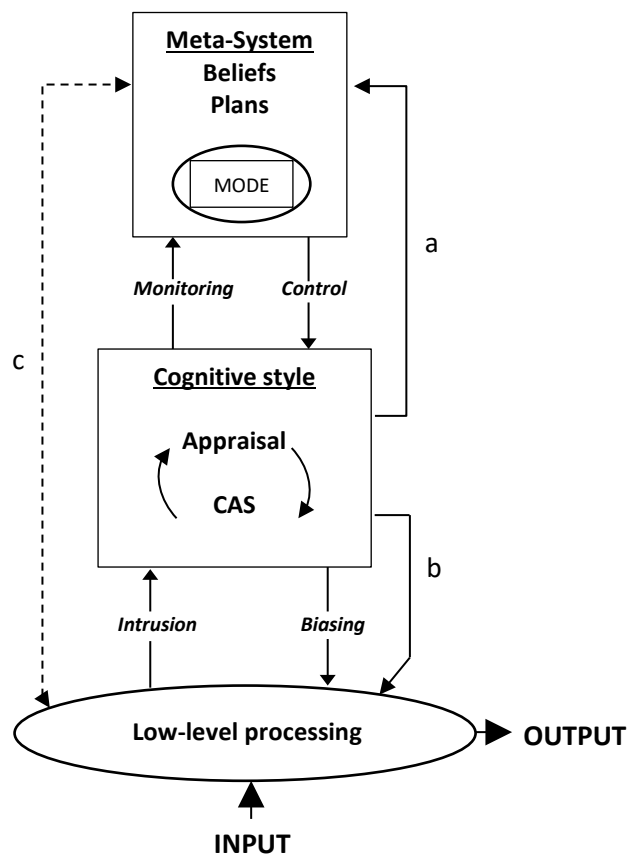 Meta-System
Beliefs
Plans
MODE
a
Monitoring
Control
c
Cognitive style
Appraisal
CAS
b
Intrusion
Biasing
Low-level processing
OUTPUT
INPUT